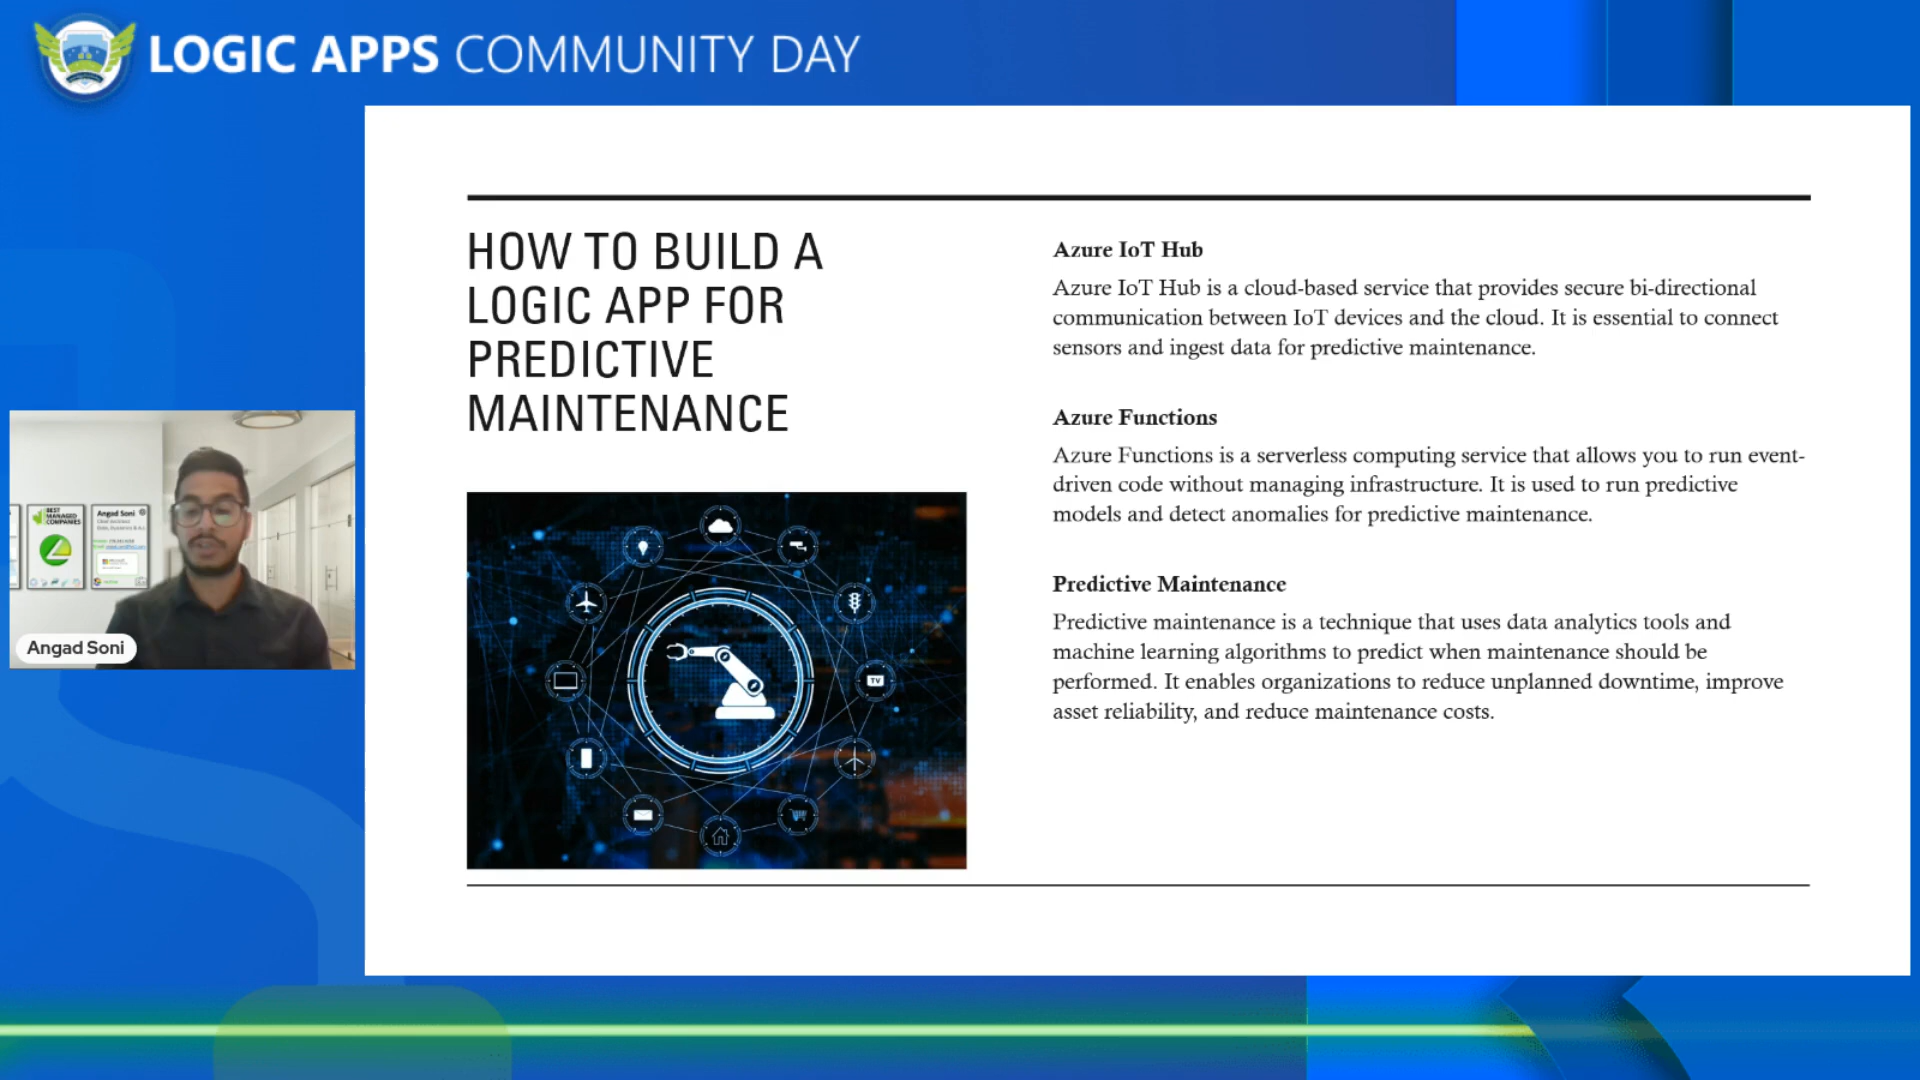 LOGIC APPS COMMUNITY DAY
HOW TO BUILD A
LOGIC APP FOR
PREDICTIVE
MAINTENANCE
Azure IoT Hub
Azure IoT Hub is a cloud-based service that provides secure bi-directional
communication between IoT devices and the cloud. It is essential to connect
sensors and ingest data for predictive maintenance.
Azure Functions
Azure Functions is a serverless computing service that allows you to run event-
driven code without managing infrastructure. It is used to run predictive
models and detect anomalies for predictive maintenance.
Predictive Maintenance
Predictive maintenance is a technique that uses data analytics tools and
machine learning algorithms to predict when maintenance should be
performed. It enables organizations to reduce unplanned downtime, improve
asset reliability, and reduce maintenance costs.
TV
BEST
MANAGED
COMPANIES
Angad Soni
Angad Soni